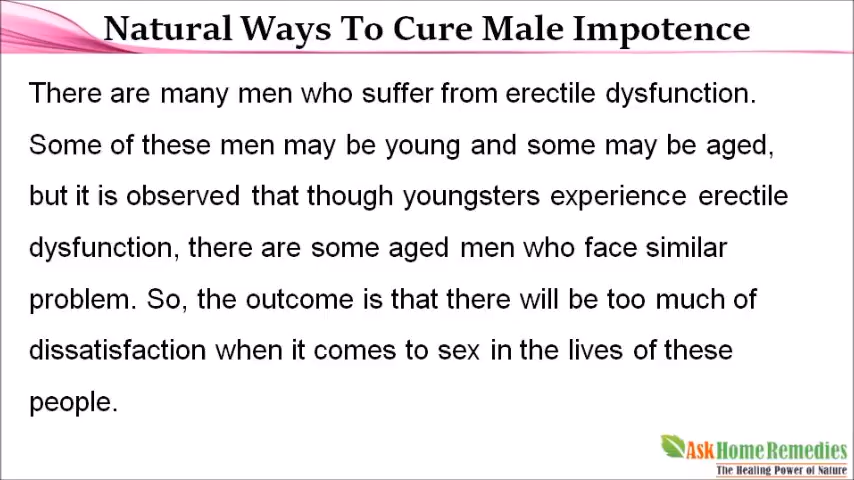 Natural Ways To Cure Male Impotence
There are many men who suffer from erectile dysfunction.
Some of these men may be young and some may be aged,
but it is observed that though youngsters experience erectile
dysfunction, there are some aged men who face similar
problem. So, the outcome is that there will be too much of
dissatisfaction when it comes to sex in the lives of these
people.
AskHomeRemedies
The Healing Power of Nature